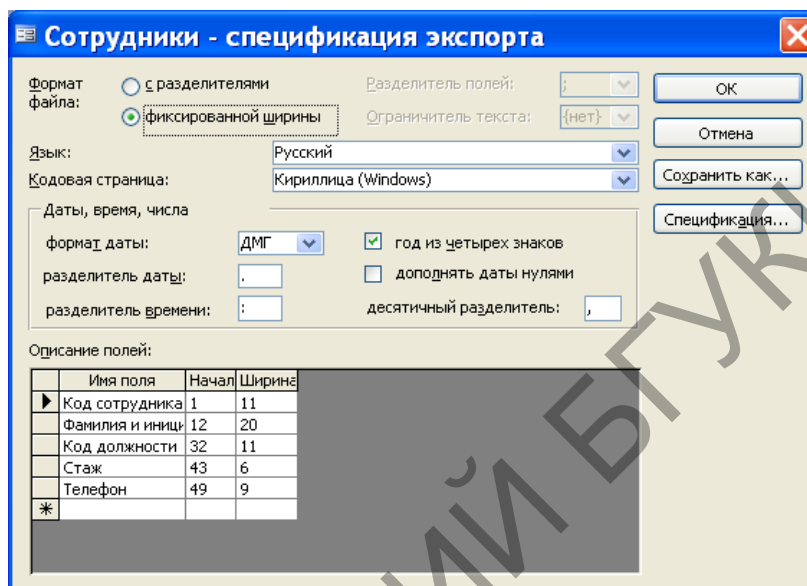 Сотрудники - спецификация экспорта
Формат файла:
с разделителями
фиксированной ширины
Разделитель полей: ;
Ограничитель текста: {нет}
Язык: Русский
Кодовая страница: Кириллица (Windows)
ОК
Отмена
Сохранить как...
Спецификация...
Даты, время, числа
формат даты: ДМГ
год из четырех знаков
разделитель даты: .
дополнять даты нулями
разделитель времени: :
десятичный разделитель: ,
Описание полей:
Имя поля Начал Ширина
Код сотрудника 1 11
Фамилия и иници 12 20
Код должности 32 11
Стаж 43 6
Телефон 49 9
ИЙ БГУКИ